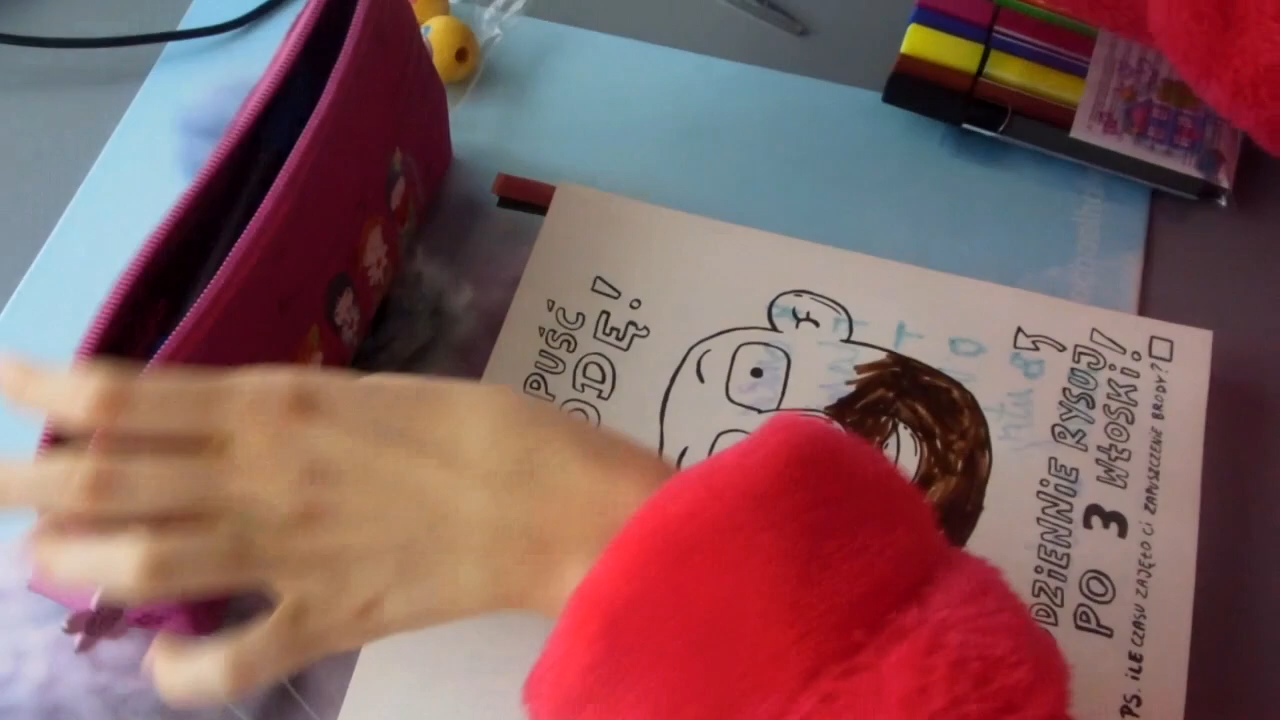 PUŚĆ
ODĘ!
DZiENNiE RYSUJ
PO 3 WŁOSKi!
PS. iLE CZASU ZAJĘŁO Ci ZAPUSZCZENiE BRODY?